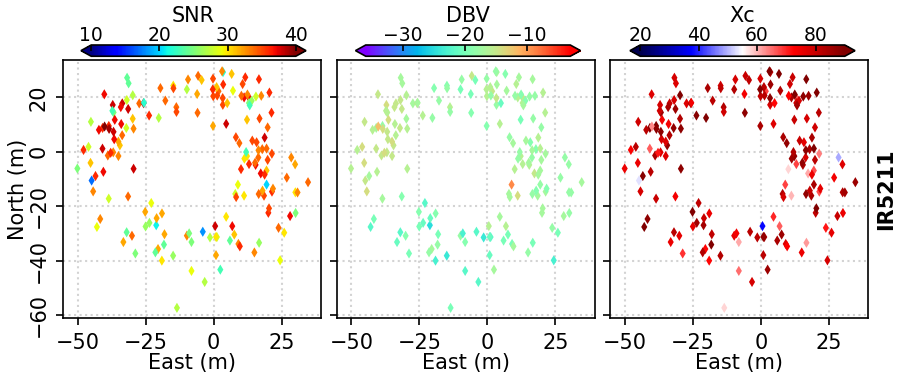 SNR DBV Xc
10 20 30 40 −30 −20 −10 20 40 60 80
20
0
−20
−40
−60
North (m)
−50 −25 0 25 −50 −25 0 25 −50 −25 0 25
East (m) East (m) East (m)
IR5211